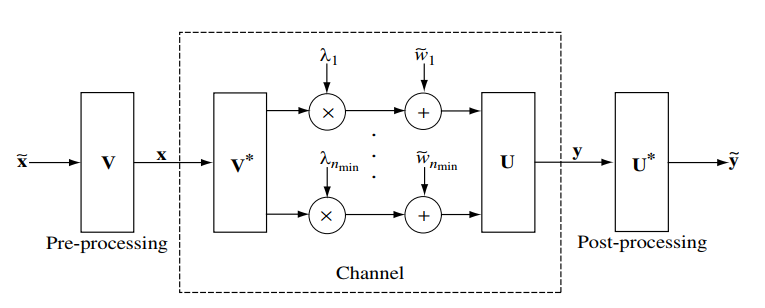 λ₁ w̃₁
×
+
x̃ V x V* λₙₘᵢₙ w̃ₙₘᵢₙ U y U* ỹ
×
+
Pre-processing Post-processing
Channel